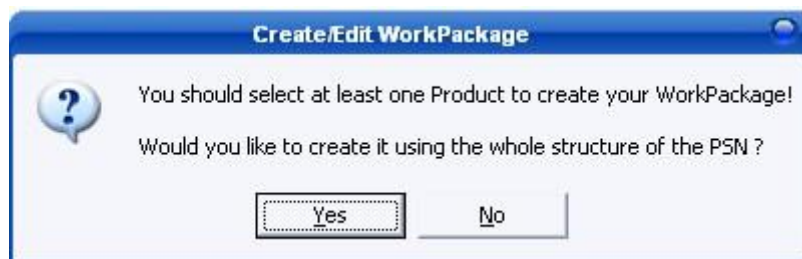 Create/Edit WorkPackage
You should select at least one Product to create your WorkPackage!
Would you like to create it using the whole structure of the PSN ?
Yes
No